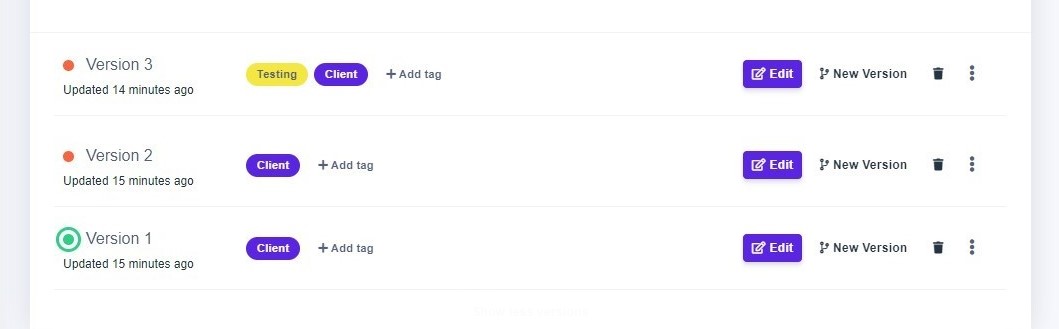 Version 3
Updated 14 minutes ago
Testing Client Add tag
Edit New Version
Version 2
Updated 15 minutes ago
Client Add tag
Edit New Version
Version 1
Updated 15 minutes ago
Client Add tag
Edit New Version